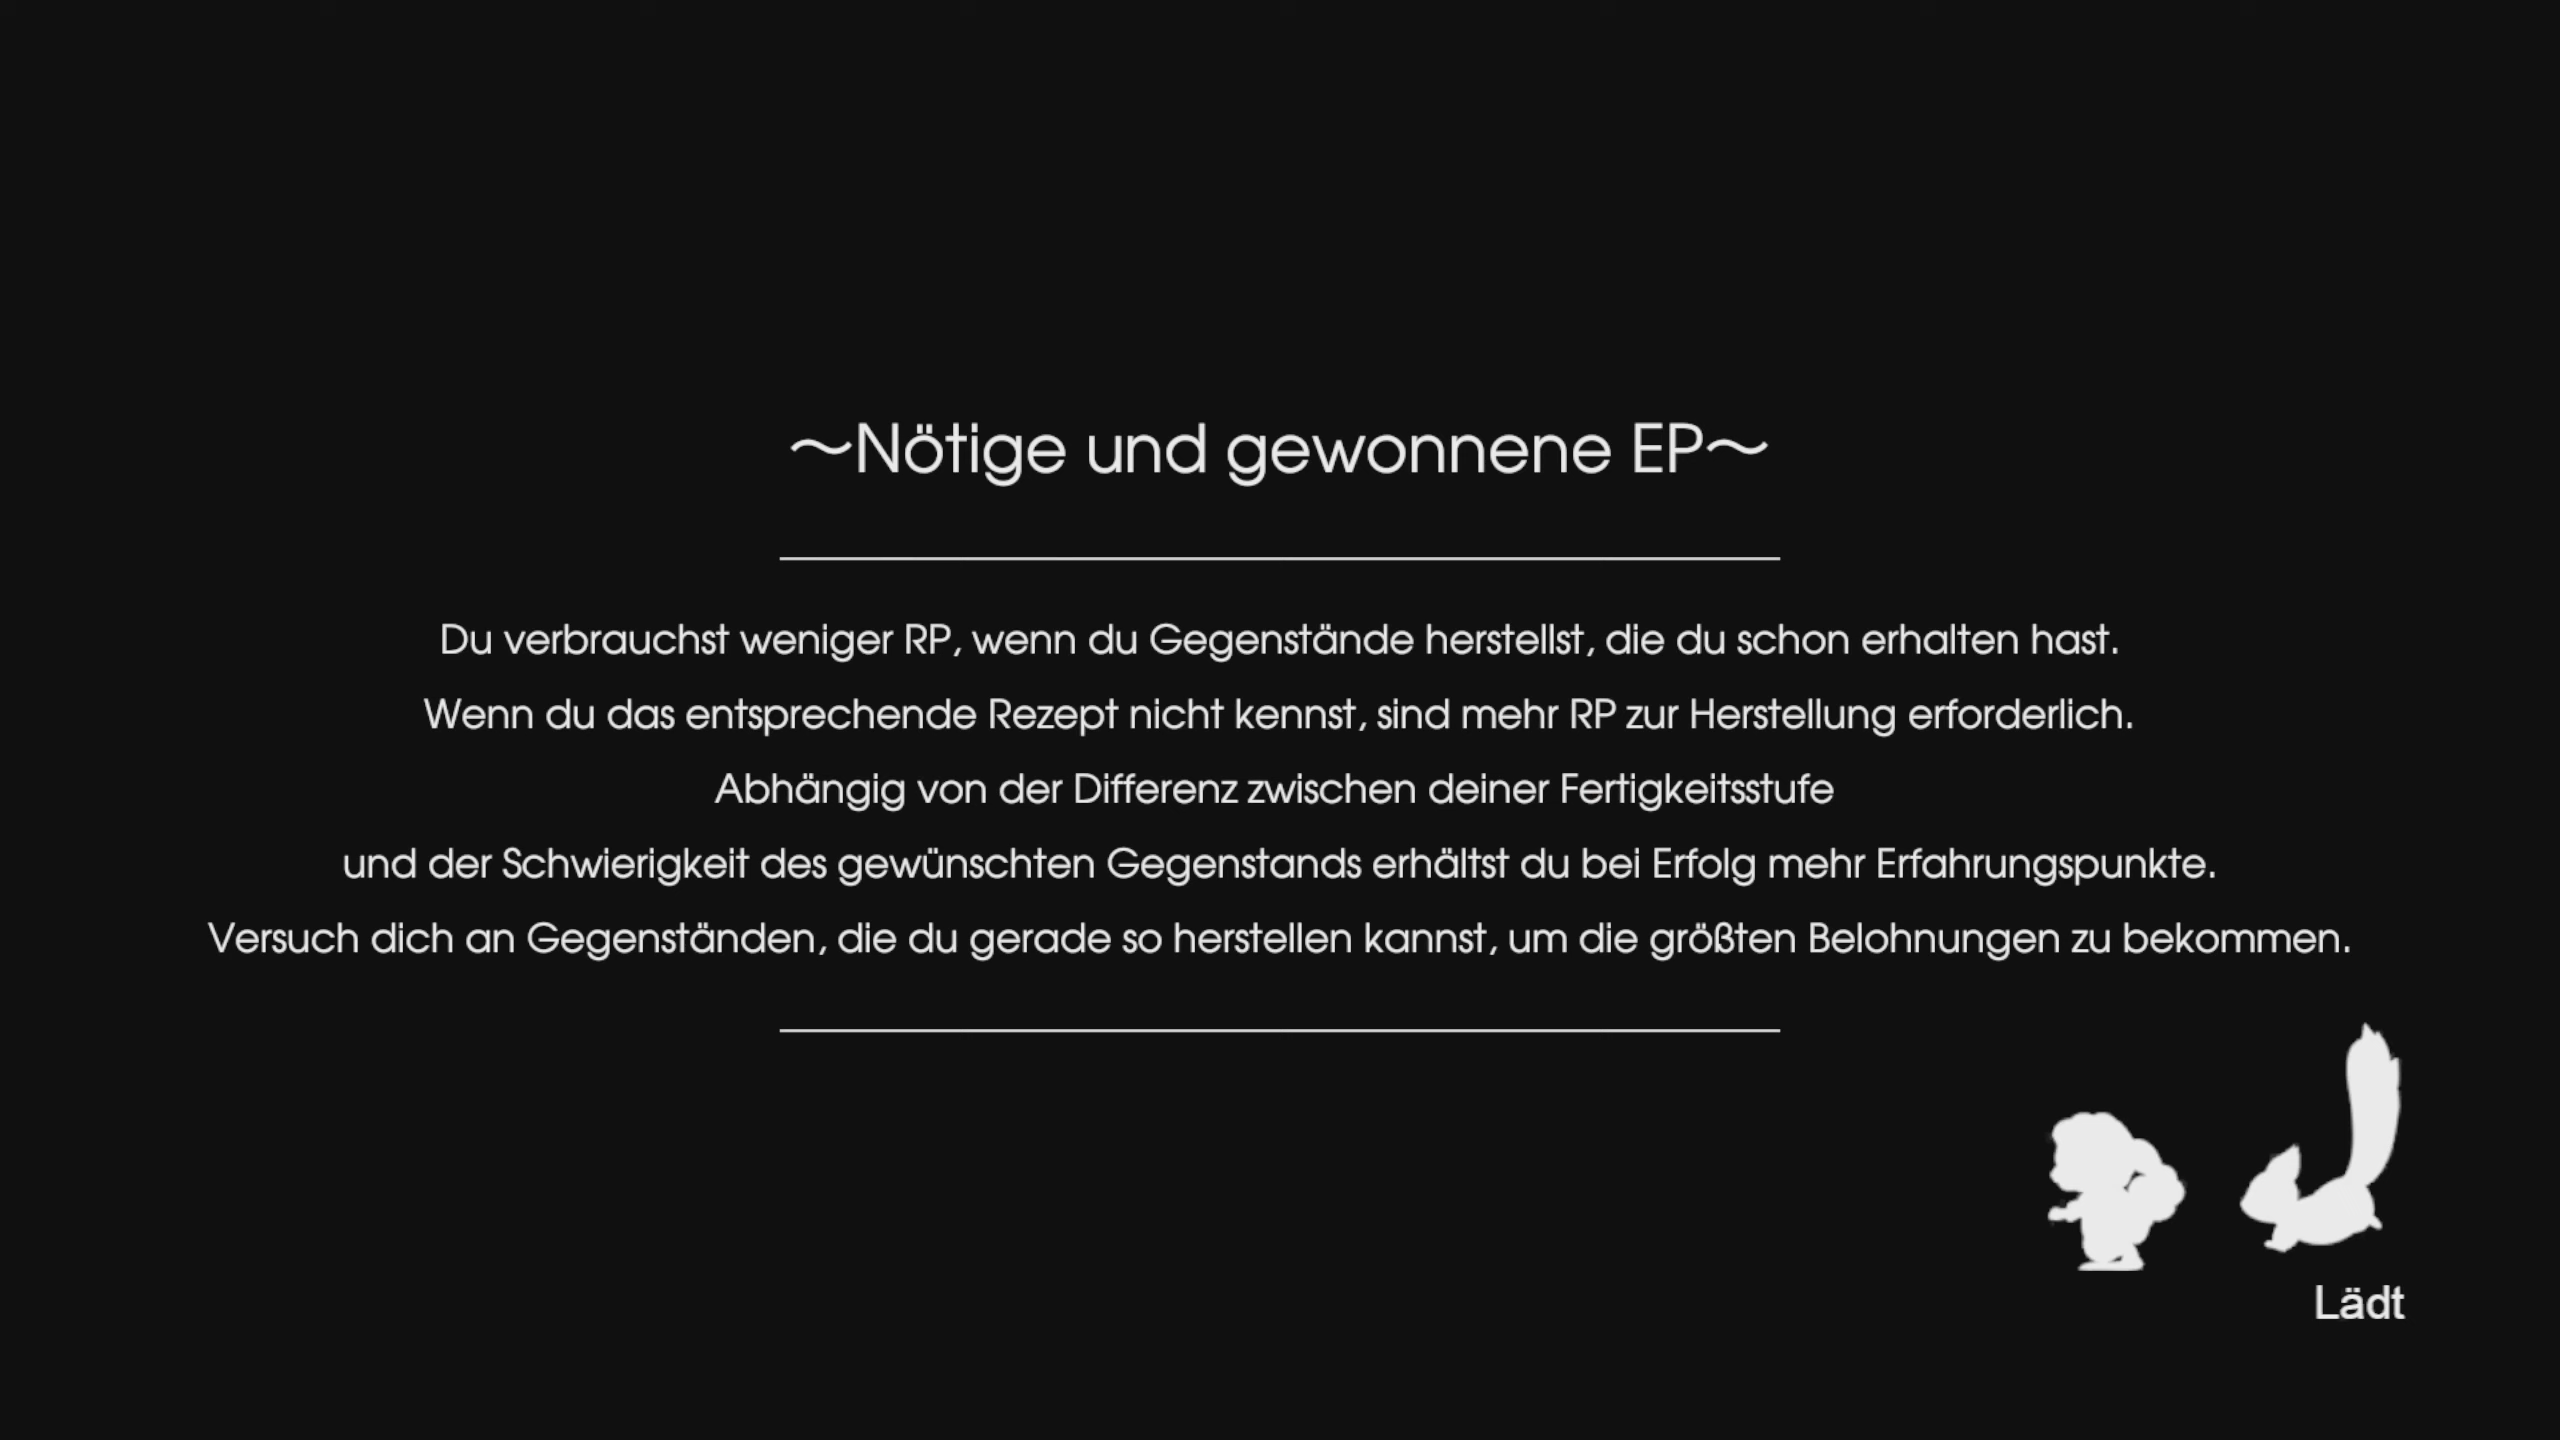 ～Nötige und gewonnene EP～
Du verbrauchst weniger RP, wenn du Gegenstände herstellst, die du schon erhalten hast.
Wenn du das entsprechende Rezept nicht kennst, sind mehr RP zur Herstellung erforderlich.
Abhängig von der Differenz zwischen deiner Fertigkeitsstufe
und der Schwierigkeit des gewünschten Gegenstands erhältst du bei Erfolg mehr Erfahrungspunkte.
Versuch dich an Gegenständen, die du gerade so herstellen kannst, um die größten Belohnungen zu bekommen.
Lädt